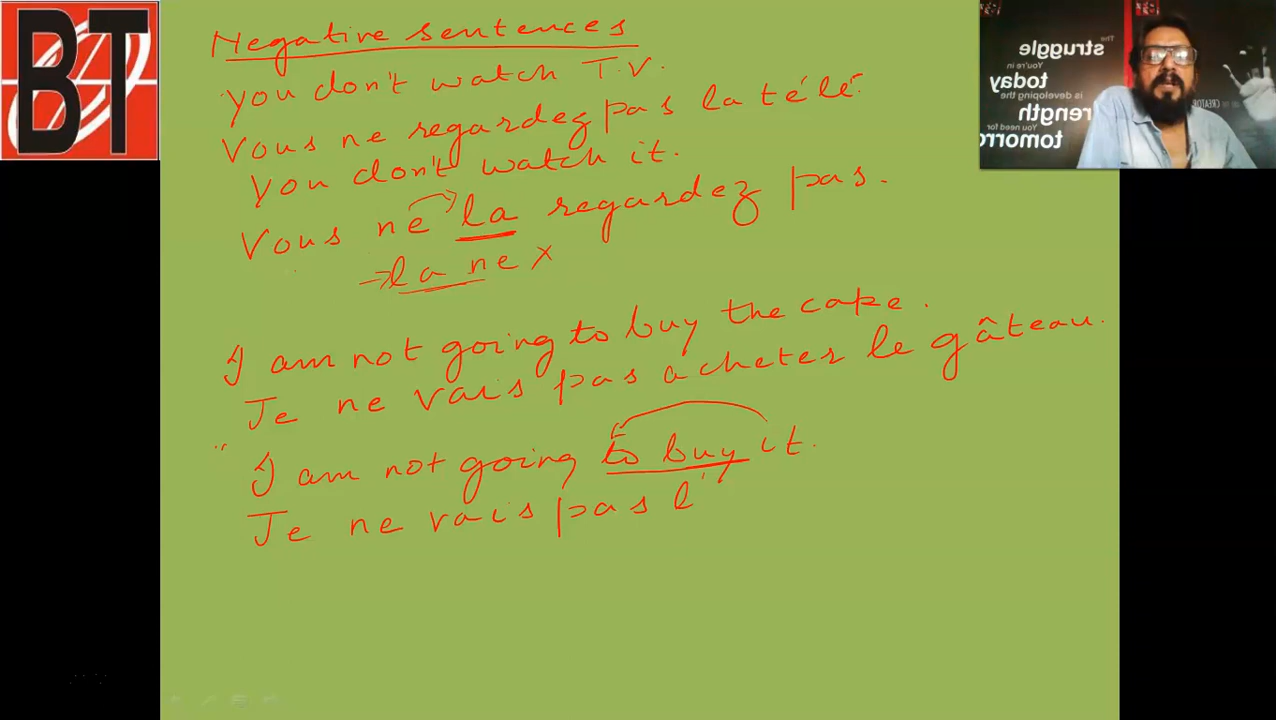 BT
Negative sentences
you don't watch T.V.
Vous ne regardez pas la télé.
You don't watch it.
Vous ne la regardez pas.
→ la ne x
I am not going to buy the cake.
Je ne vais pas acheter le gâteau.
I am not going to buy it.
Je ne vais pas l'
The
struggle
You're in
today
is developing the
strength
You need for
tomorro